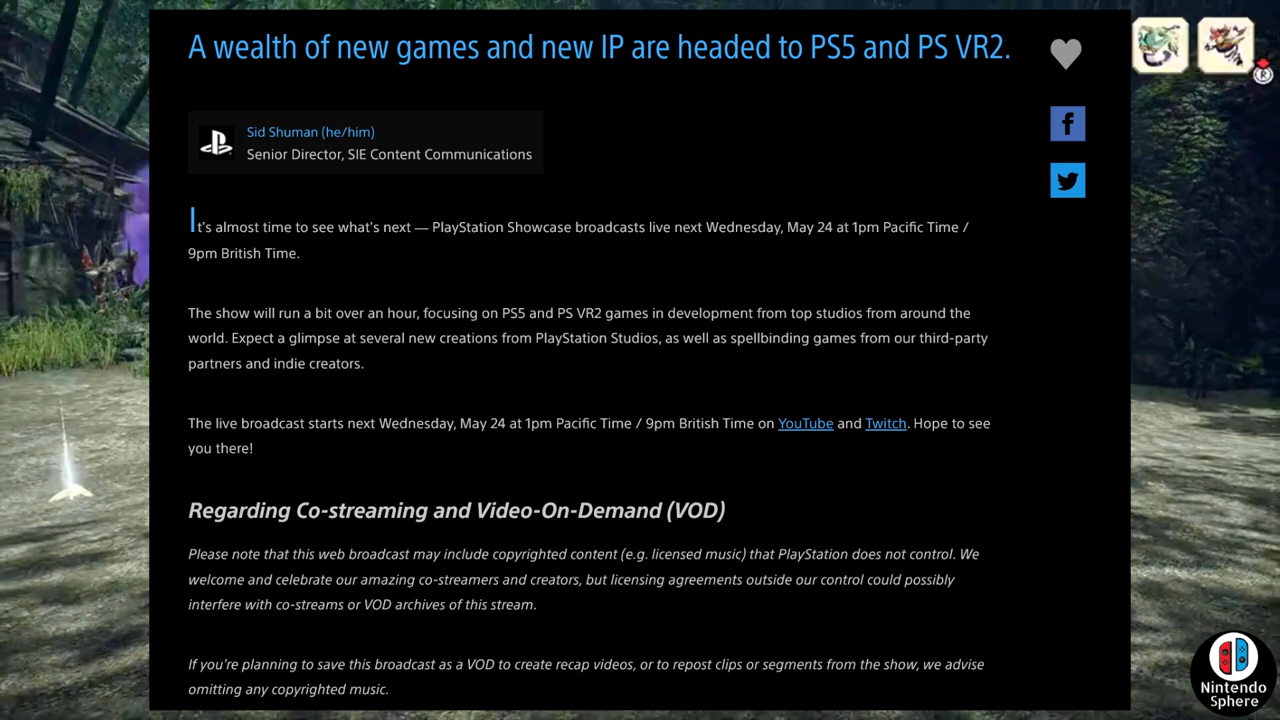 A wealth of new games and new IP are headed to PS5 and PS VR2.
Sid Shuman (he/him)
Senior Director, SIE Content Communications
It's almost time to see what's next — PlayStation Showcase broadcasts live next Wednesday, May 24 at 1pm Pacific Time /
9pm British Time.
The show will run a bit over an hour, focusing on PS5 and PS VR2 games in development from top studios from around the
world. Expect a glimpse at several new creations from PlayStation Studios, as well as spellbinding games from our third-party
partners and indie creators.
The live broadcast starts next Wednesday, May 24 at 1pm Pacific Time / 9pm British Time on YouTube and Twitch. Hope to see
you there!
Regarding Co-streaming and Video-On-Demand (VOD)
Please note that this web broadcast may include copyrighted content (e.g. licensed music) that PlayStation does not control. We
welcome and celebrate our amazing co-streamers and creators, but licensing agreements outside our control could possibly
interfere with co-streams or VOD archives of this stream.
If you're planning to save this broadcast as a VOD to create recap videos, or to repost clips or segments from the show, we advise
omitting any copyrighted music.
R
Nintendo
Sphere